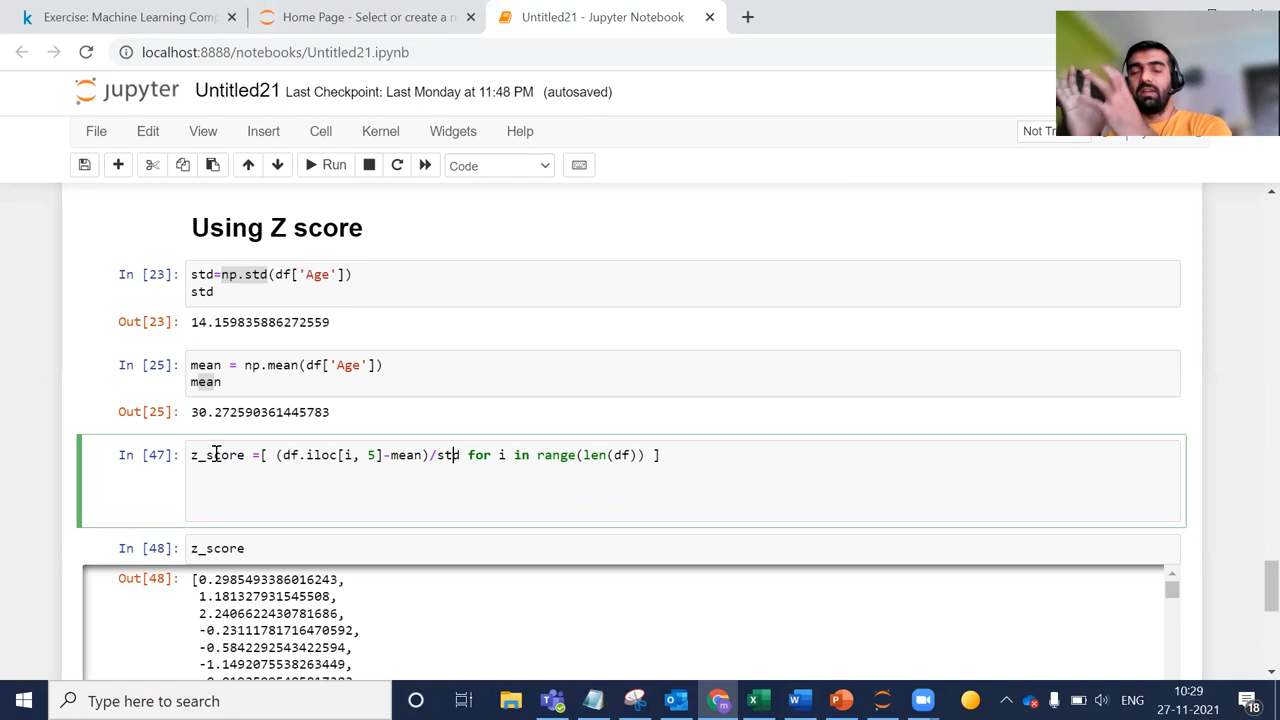 Exercise: Machine Learning Comp
Home Page - Select or create a n
Untitled21 - Jupyter Notebook
localhost:8888/notebooks/Untitled21.ipynb
jupyter Untitled21 Last Checkpoint: Last Monday at 11:48 PM (autosaved)
File Edit View Insert Cell Kernel Widgets Help
Run Code
Using Z score
In [23]: std=np.std(df['Age'])
std
Out[23]: 14.159835886272559
In [25]: mean = np.mean(df['Age'])
mean
Out[25]: 30.272590361445783
In [47]: z_score =[ (df.iloc[i, 5]-mean)/std for i in range(len(df)) ]
In [48]: z_score
Out[48]: [0.2985493386016243,
1.181327931545508,
2.2406622430781686,
-0.23111781716470592,
-0.5842292543422594,
-1.1492075538263449,
Type here to search
ENG
10:29
27-11-2021
18